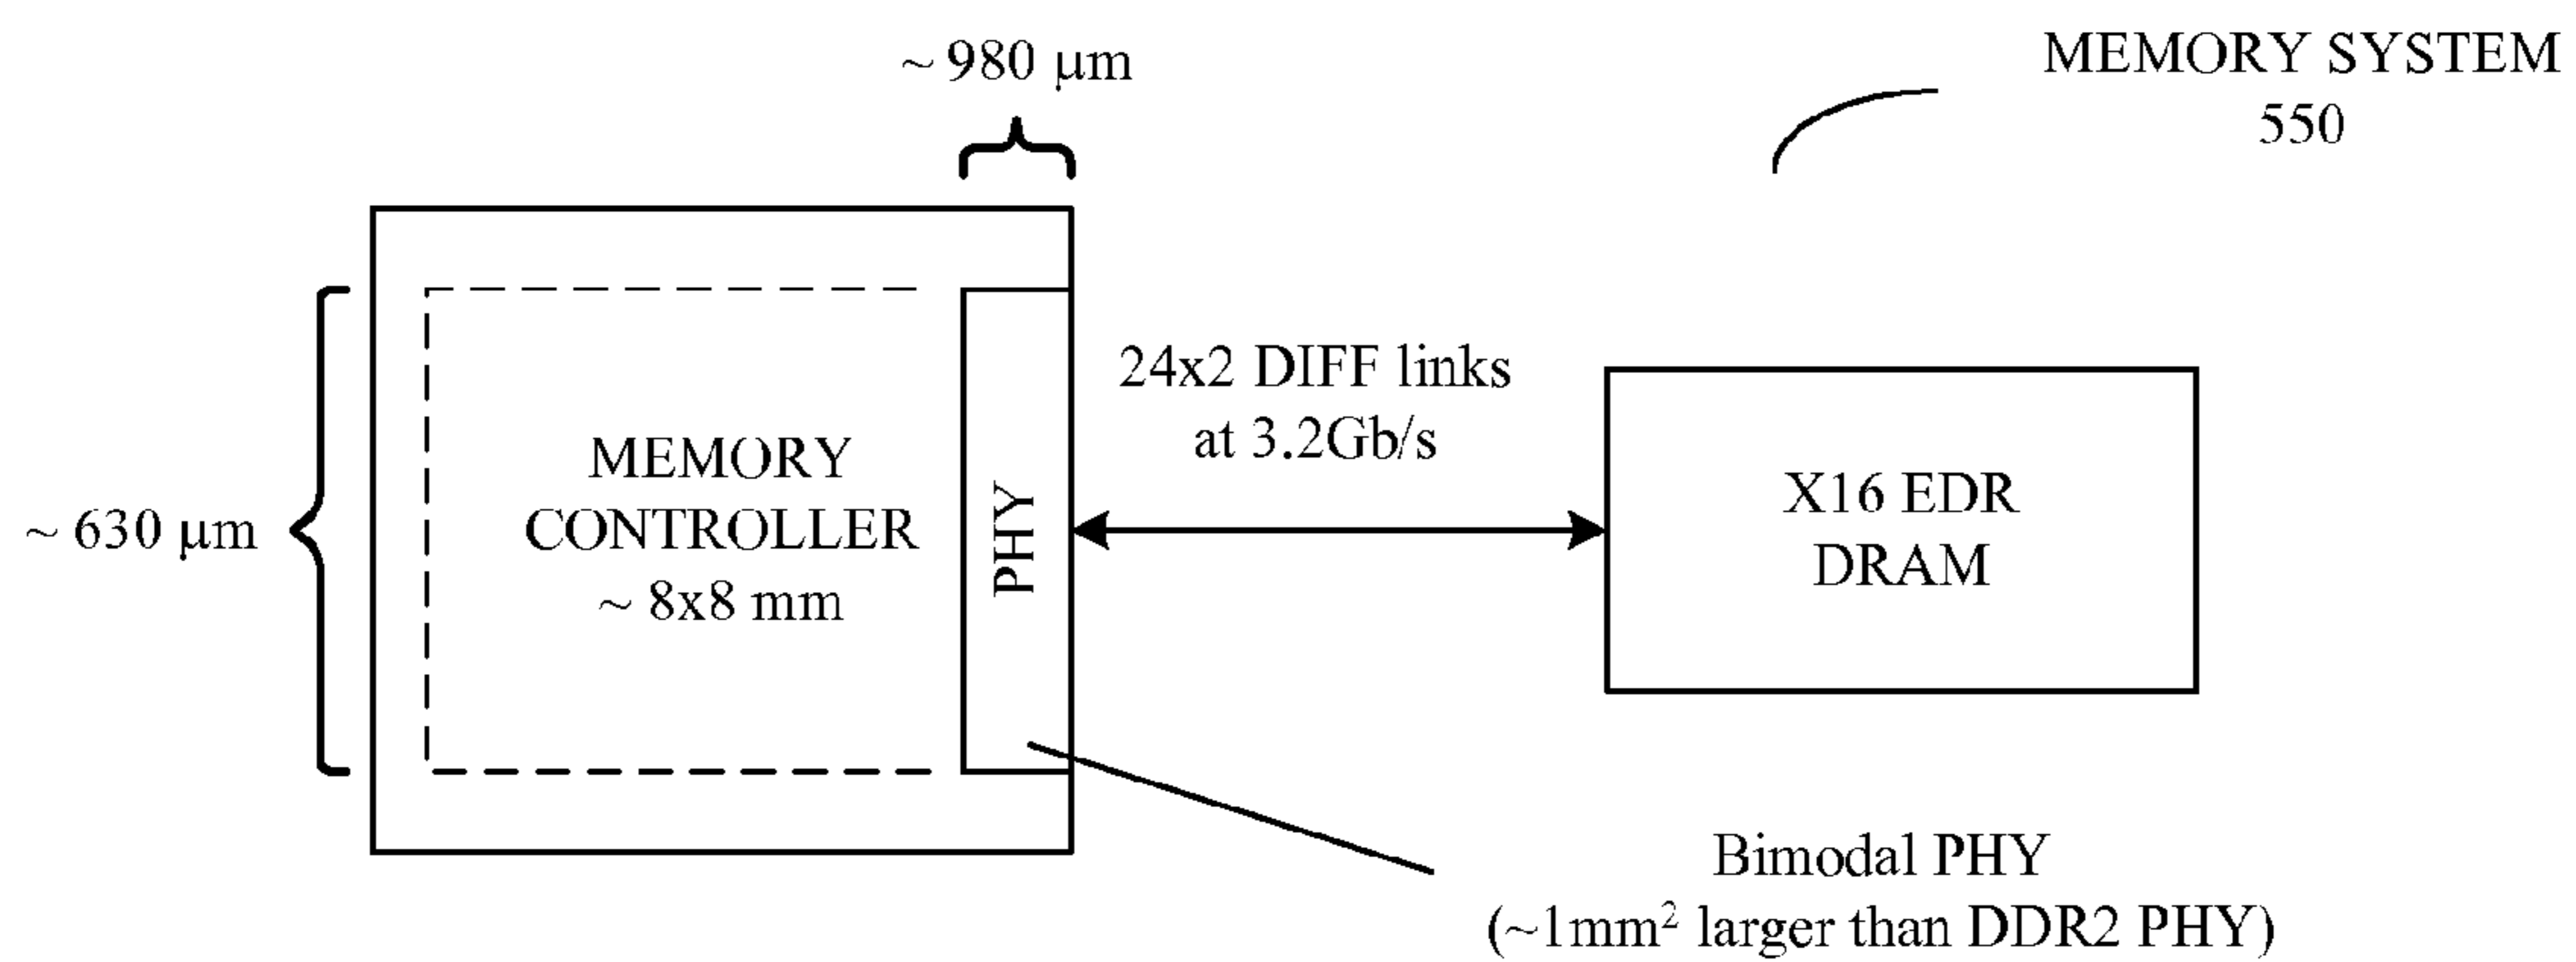 ~ 980 μm
MEMORY SYSTEM
550
~ 630 μm
MEMORY
CONTROLLER
~ 8x8 mm
PHY
24x2 DIFF links
at 3.2Gb/s
X16 EDR
DRAM
Bimodal PHY
(~1mm² larger than DDR2 PHY)